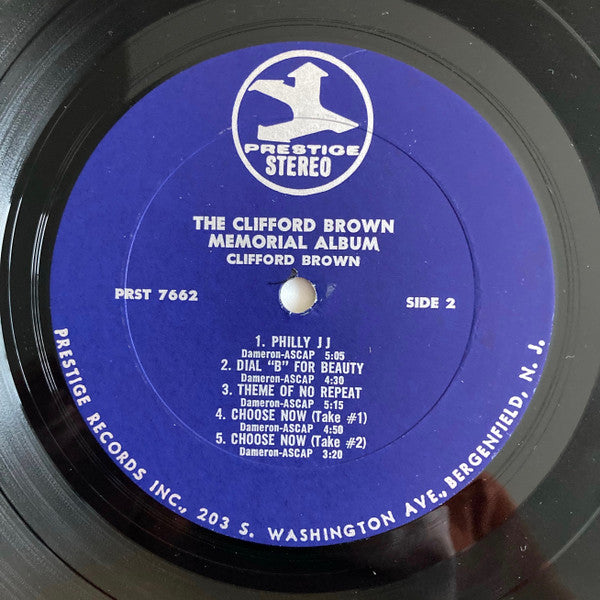 PRESTIGE
STEREO
THE CLIFFORD BROWN
MEMORIAL ALBUM
CLIFFORD BROWN
PRST 7662
SIDE 2
1. PHILLY J J
Dameron-ASCAP 5:05
2. DIAL "B" FOR BEAUTY
Dameron-ASCAP 4:30
3. THEME OF NO REPEAT
Dameron-ASCAP 5:15
4. CHOOSE NOW (Take #1)
Dameron-ASCAP 4:50
5. CHOOSE NOW (Take #2)
Dameron-ASCAP 3:20
PRESTIGE RECORDS INC., 203 S. WASHINGTON AVE., BERGENFIELD, N. J.